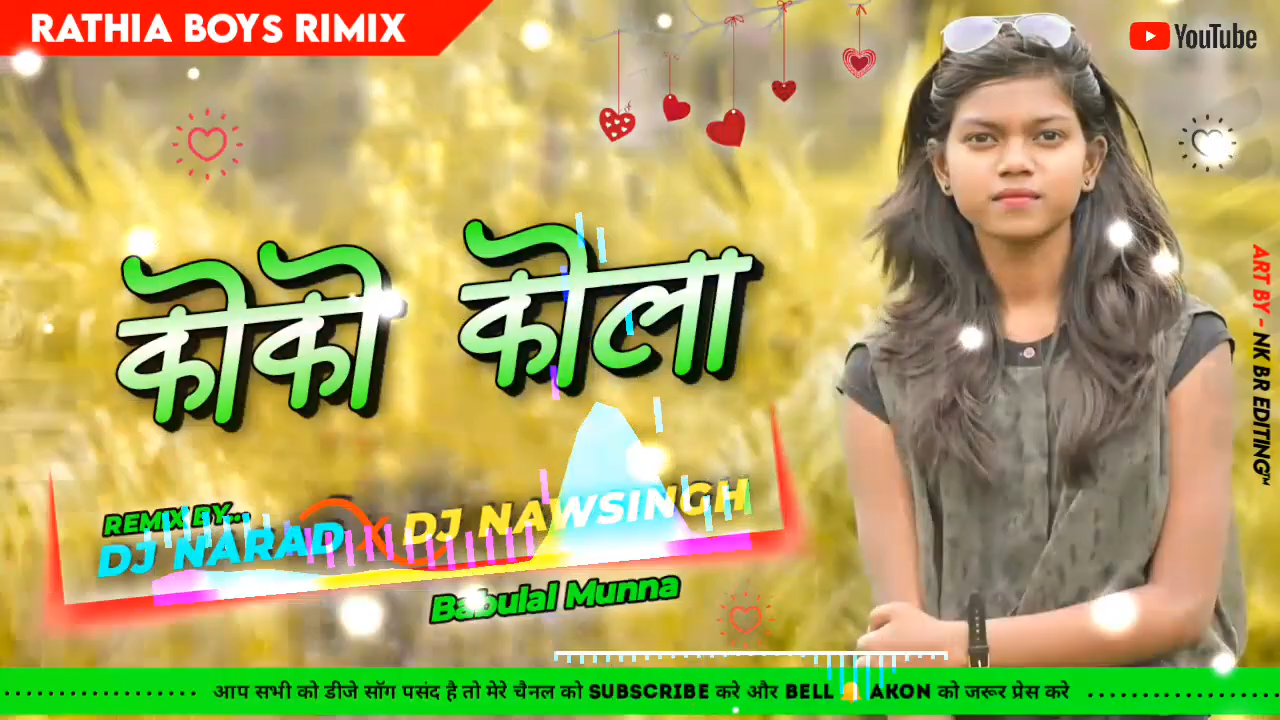 RATHIA BOYS RIMIX
YouTube
कोको कोला
REMIX BY...
DJ NARAD X DJ NAWSINGH
Babulal Munna
ART BY - NK BR EDITING™
आप सभी को डीजे सॉग पसंद है तो मेरे चैनल को SUBSCRIBE करे और BELL 🔔 AKON को जरूर प्रेस करे